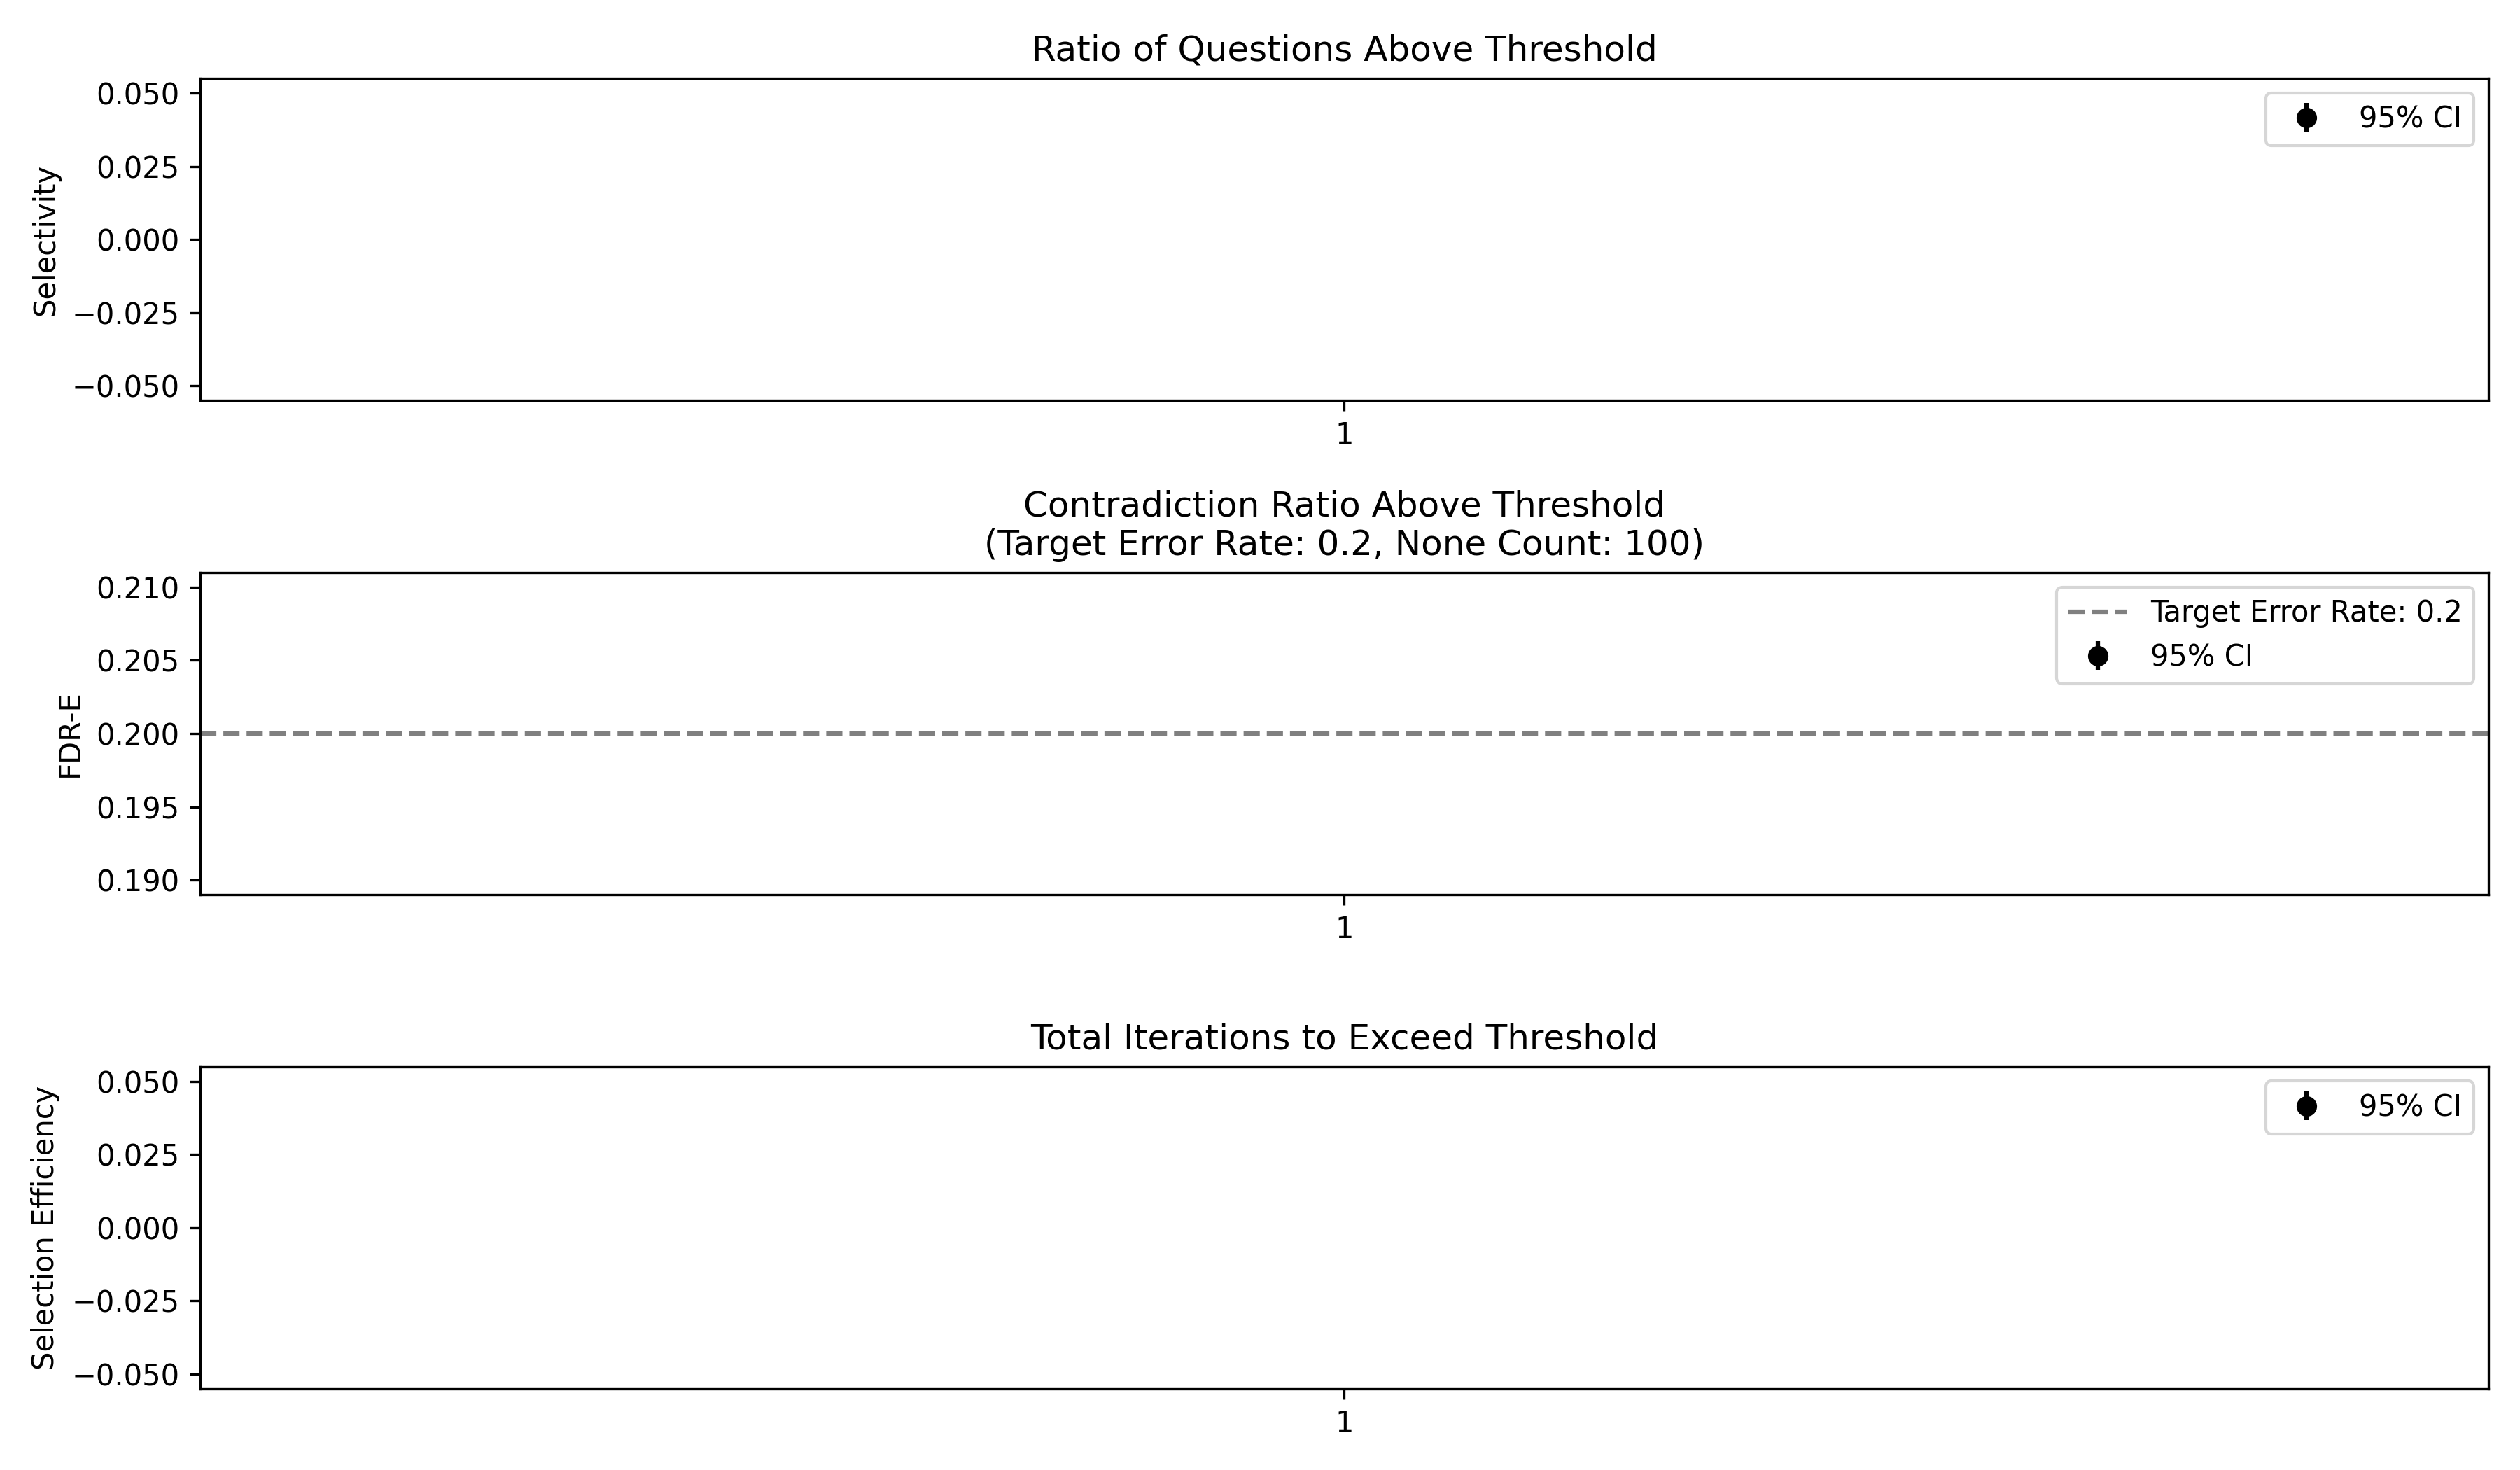 Ratio of Questions Above Threshold
0.050
0.025
0.000
−0.025
−0.050
Selectivity
95% CI
1
Contradiction Ratio Above Threshold
(Target Error Rate: 0.2, None Count: 100)
0.210
0.205
0.200
0.195
0.190
FDR-E
Target Error Rate: 0.2
95% CI
1
Total Iterations to Exceed Threshold
0.050
0.025
0.000
−0.025
−0.050
Selection Efficiency
95% CI
1